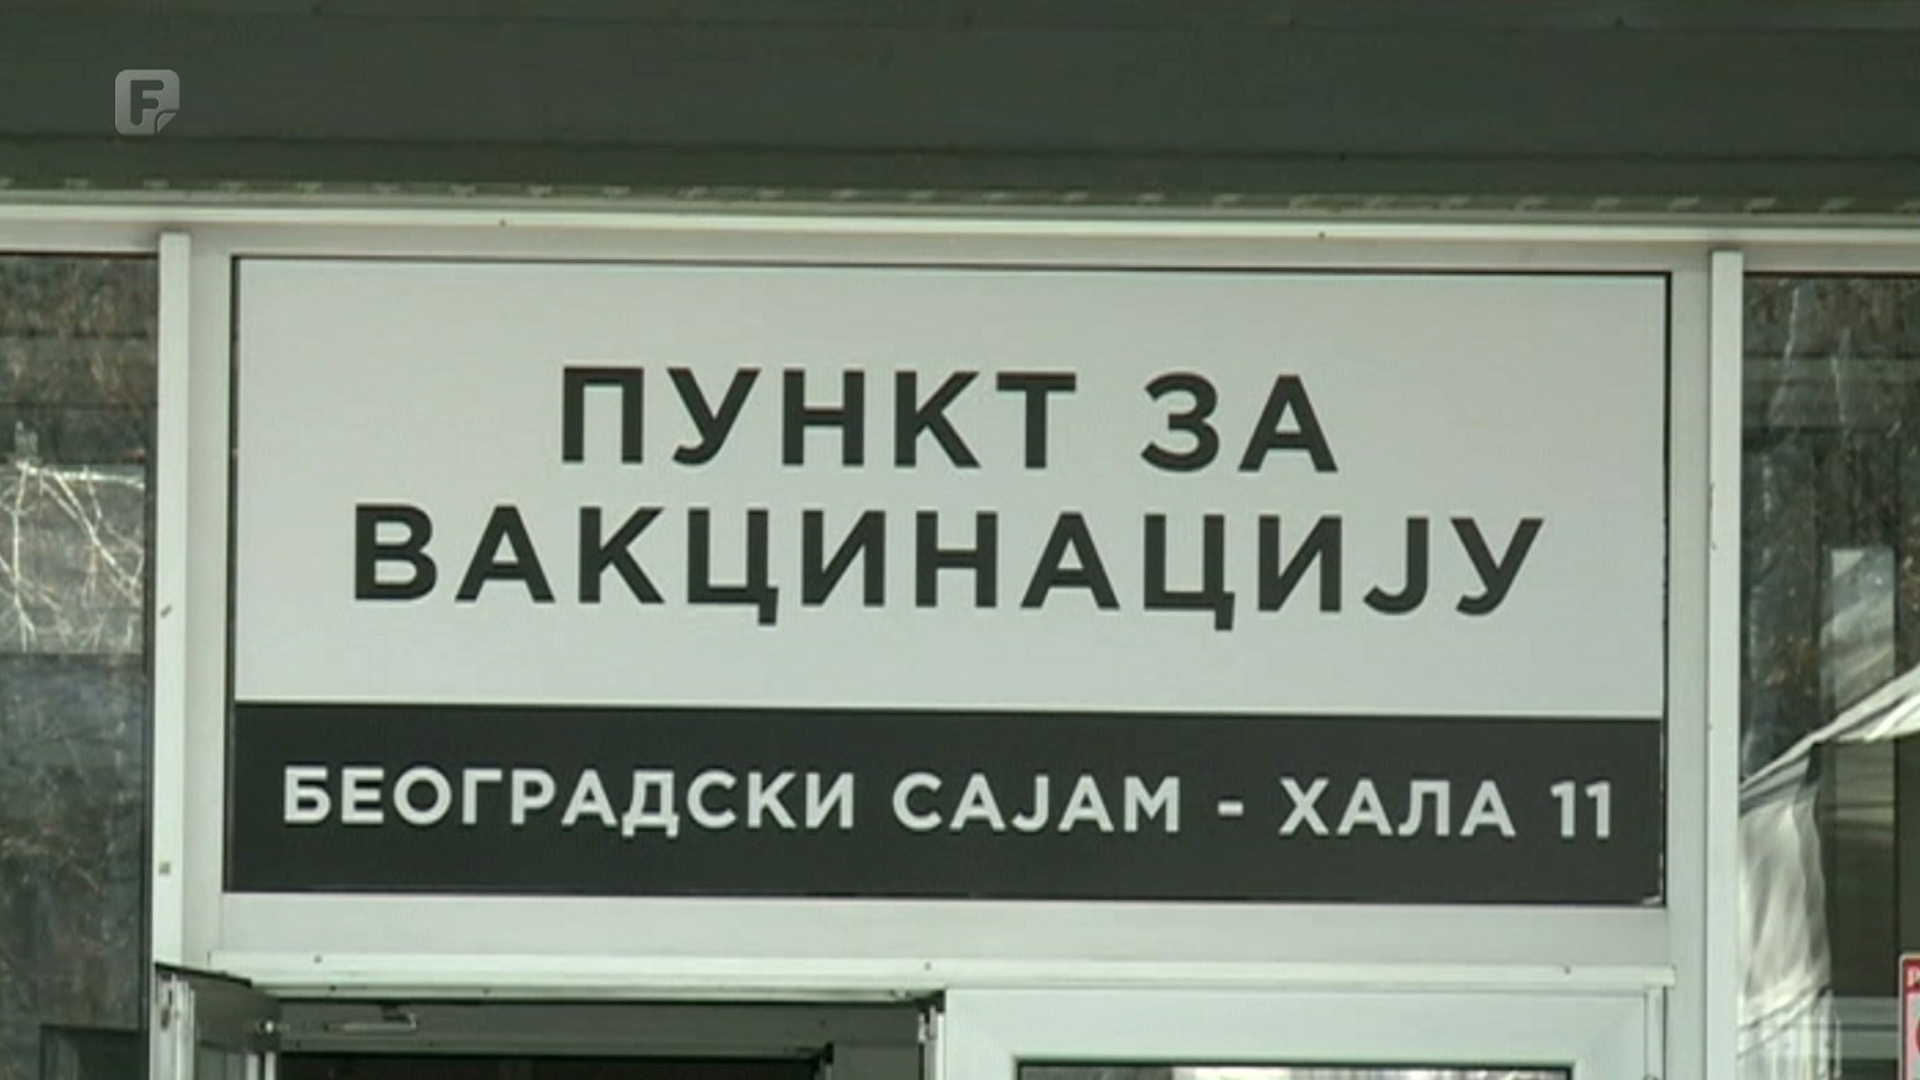 F
ПУНКТ ЗА
ВАКЦИНАЦИЈУ
БЕОГРАДСКИ САЈАМ - ХАЛА 11